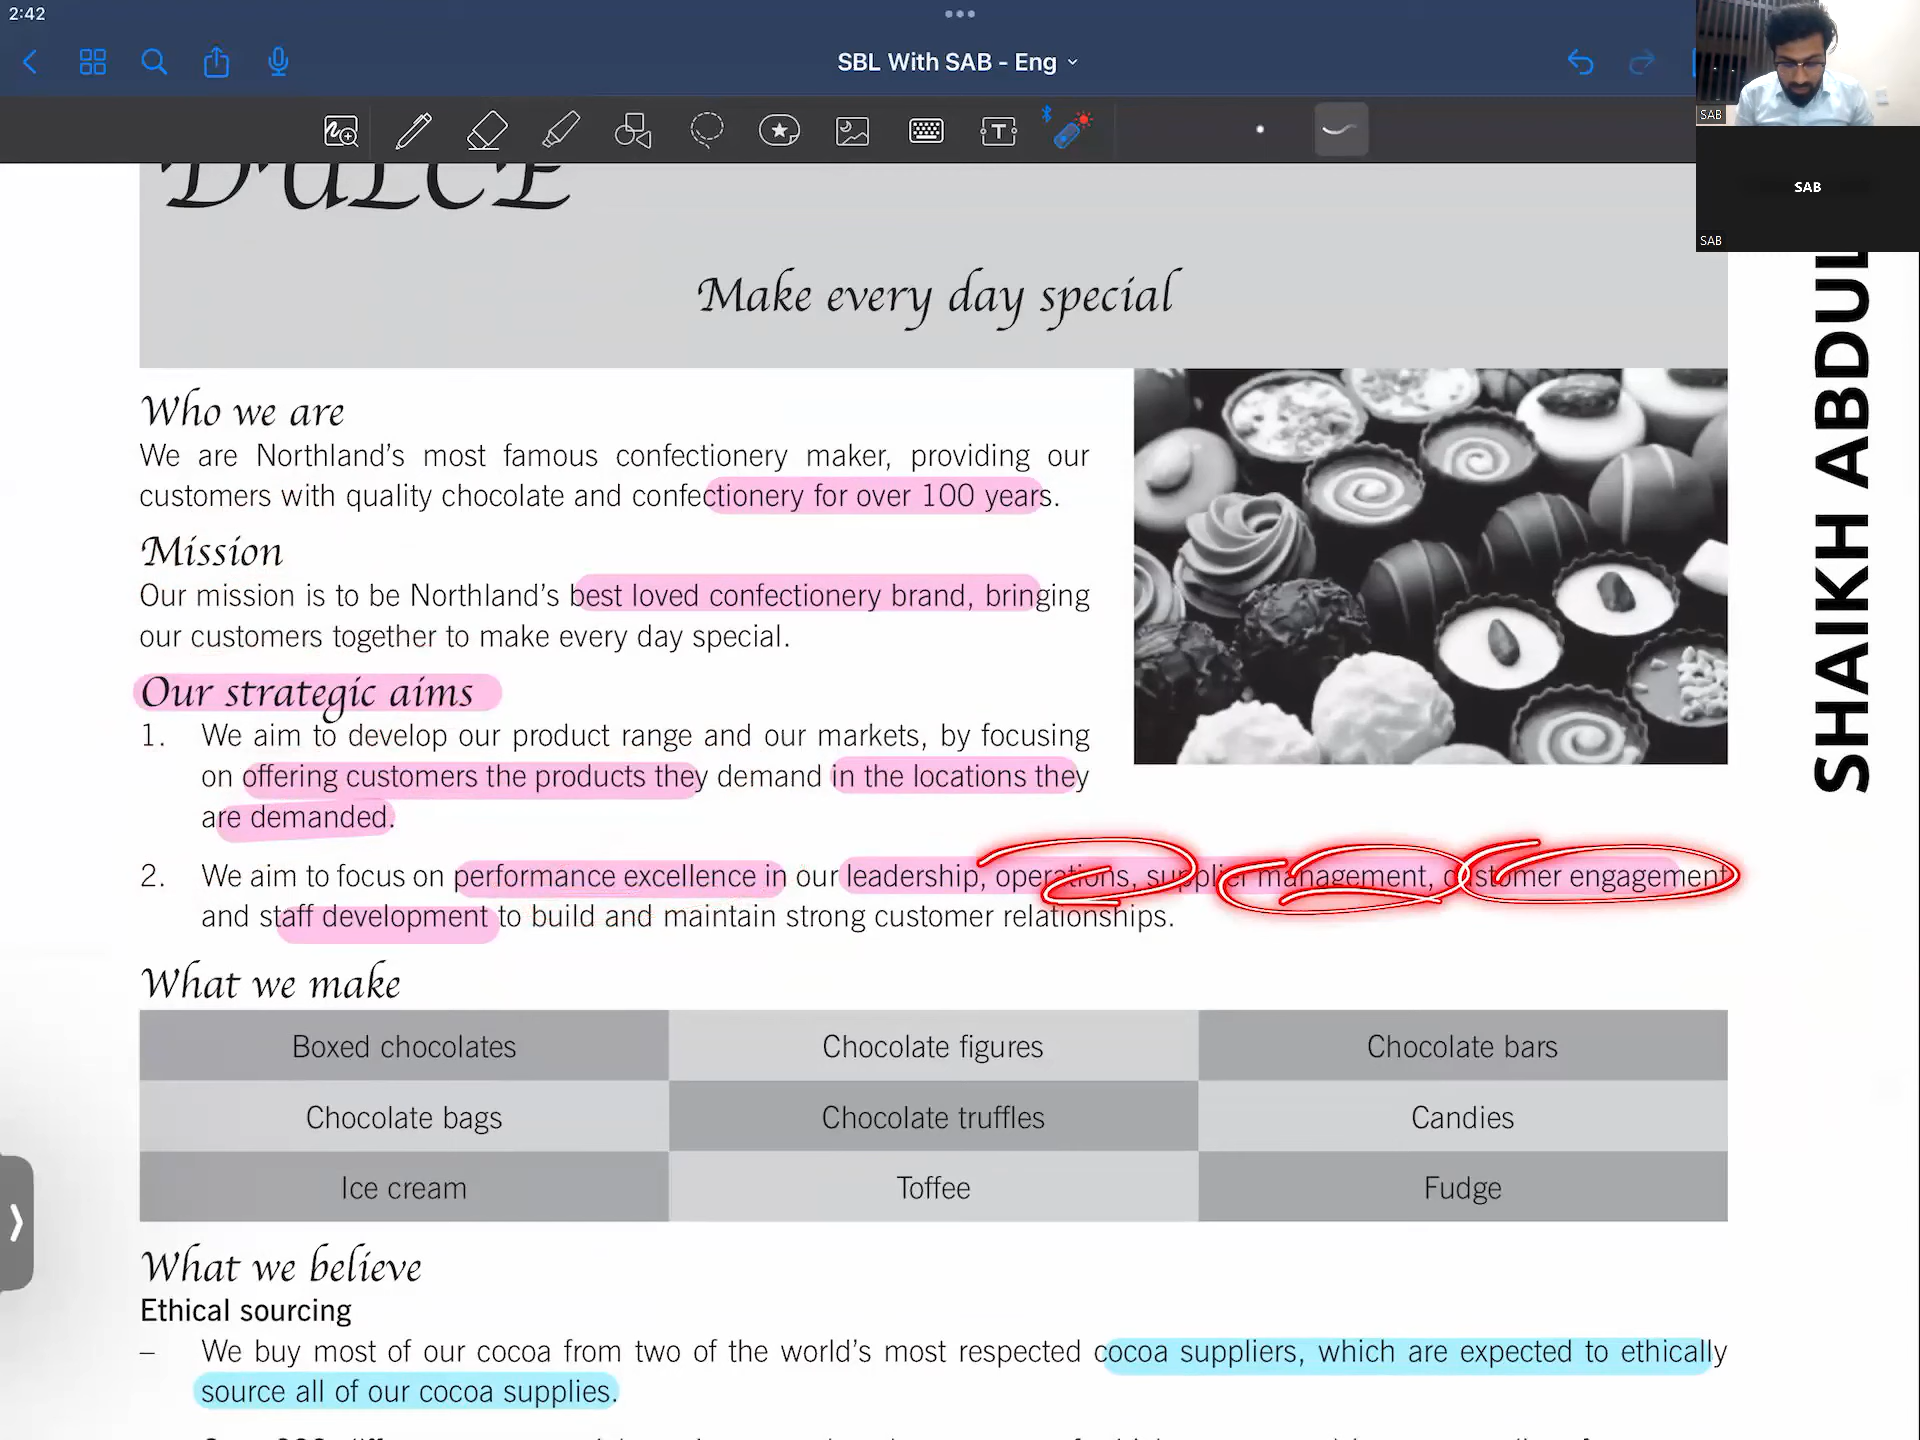 2:42
SBL With SAB - Eng
SAB
SAB
SAB
DULCE
Make every day special
SHAIKH ABDUL
Who we are
We are Northland's most famous confectionery maker, providing our
customers with quality chocolate and confectionery for over 100 years.
Mission
Our mission is to be Northland's best loved confectionery brand, bringing
our customers together to make every day special.
Our strategic aims
1. We aim to develop our product range and our markets, by focusing
on offering customers the products they demand in the locations they
are demanded.
2. We aim to focus on performance excellence in our leadership, operations, supplier management, customer engagement
and staff development to build and maintain strong customer relationships.
What we make
Boxed chocolates Chocolate figures Chocolate bars
Chocolate bags Chocolate truffles Candies
Ice cream Toffee Fudge
What we believe
Ethical sourcing
– We buy most of our cocoa from two of the world's most respected cocoa suppliers, which are expected to ethically
source all of our cocoa supplies.